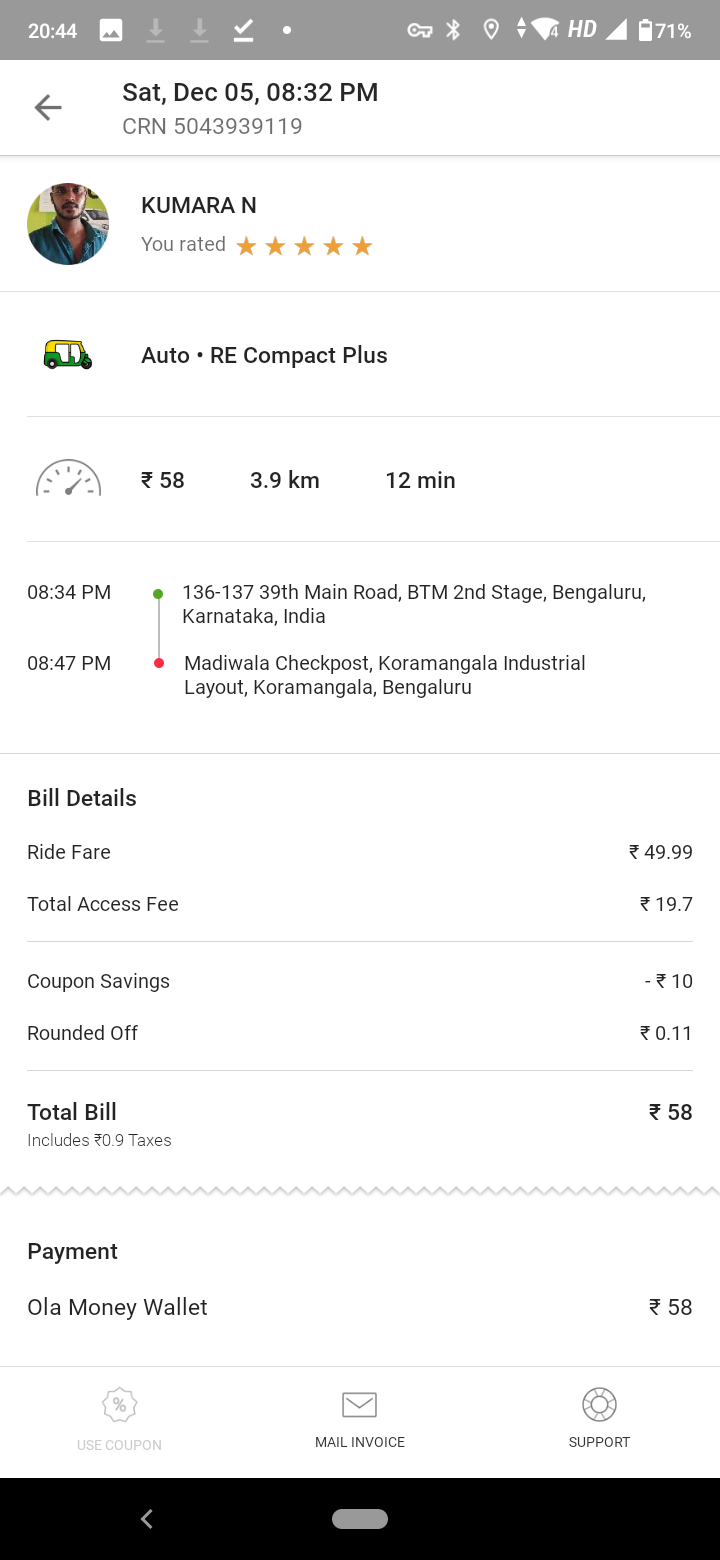 20:44 4 HD 71%
Sat, Dec 05, 08:32 PM
CRN 5043939119
KUMARA N
You rated
Auto • RE Compact Plus
₹ 58 3.9 km 12 min
08:34 PM 136-137 39th Main Road, BTM 2nd Stage, Bengaluru,
Karnataka, India
08:47 PM Madiwala Checkpost, Koramangala Industrial
Layout, Koramangala, Bengaluru
Bill Details
Ride Fare ₹ 49.99
Total Access Fee ₹ 19.7
Coupon Savings - ₹ 10
Rounded Off ₹ 0.11
Total Bill ₹ 58
Includes ₹0.9 Taxes
Payment
Ola Money Wallet ₹ 58
%
USE COUPON MAIL INVOICE SUPPORT